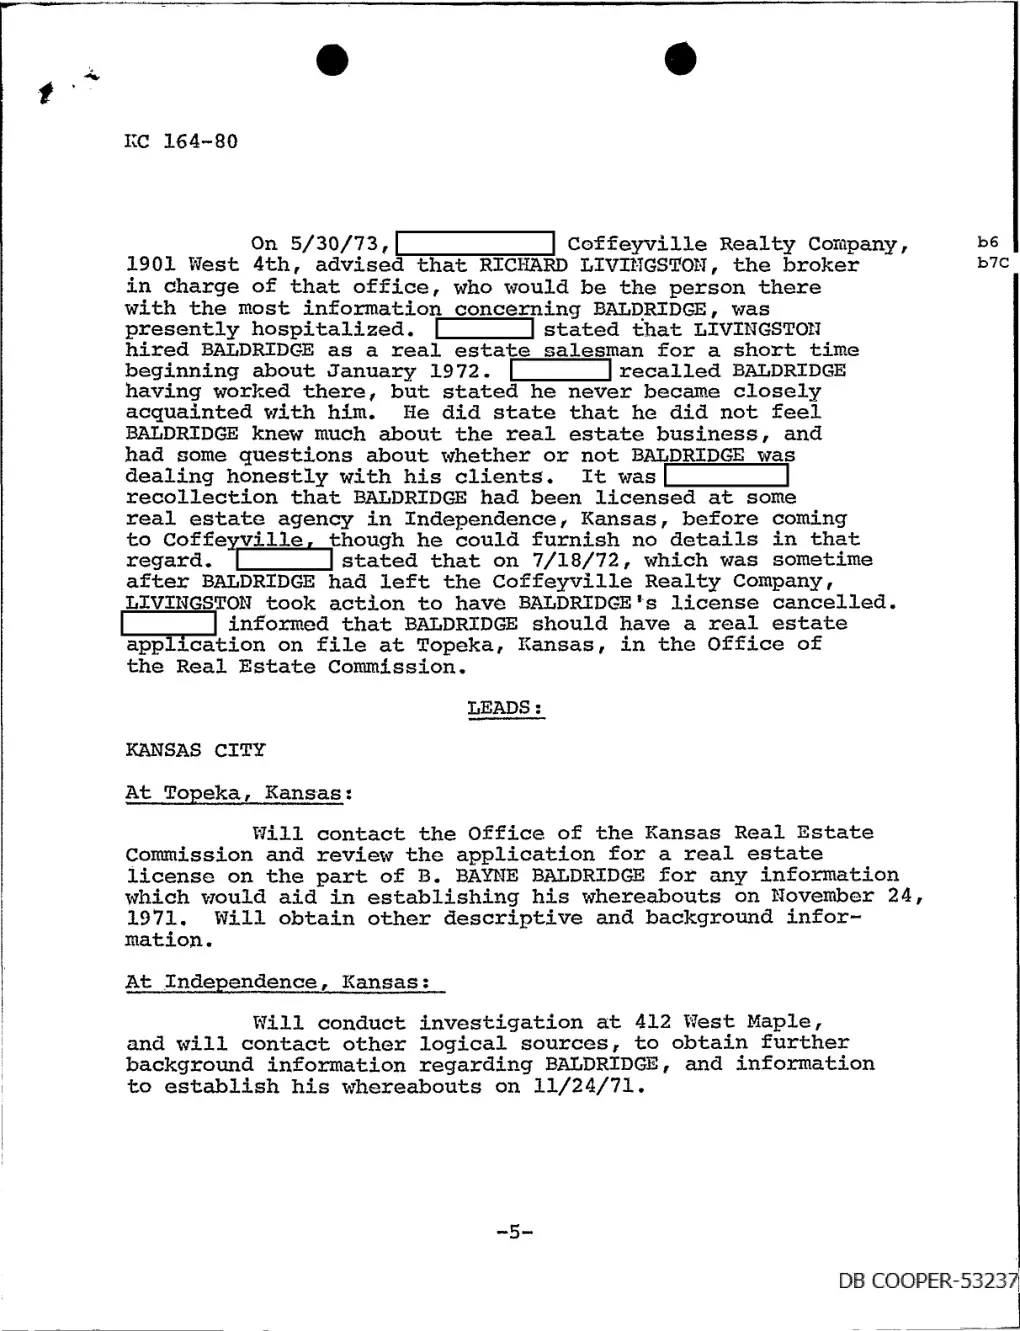 KC 164-80
On 5/30/73, Coffeyville Realty Company, b6
1901 West 4th, advised that RICHARD LIVINGSTON, the broker b7C
in charge of that office, who would be the person there
with the most information concerning BALDRIDGE, was
presently hospitalized. stated that LIVINGSTON
hired BALDRIDGE as a real estate salesman for a short time
beginning about January 1972. recalled BALDRIDGE
having worked there, but stated he never became closely
acquainted with him. He did state that he did not feel
BALDRIDGE knew much about the real estate business, and
had some questions about whether or not BALDRIDGE was
dealing honestly with his clients. It was
recollection that BALDRIDGE had been licensed at some
real estate agency in Independence, Kansas, before coming
to Coffeyville, though he could furnish no details in that
regard. stated that on 7/18/72, which was sometime
after BALDRIDGE had left the Coffeyville Realty Company,
LIVINGSTON took action to have BALDRIDGE's license cancelled.
informed that BALDRIDGE should have a real estate
application on file at Topeka, Kansas, in the Office of
the Real Estate Commission.
LEADS:
KANSAS CITY
At Topeka, Kansas:
Will contact the Office of the Kansas Real Estate
Commission and review the application for a real estate
license on the part of B. BAYNE BALDRIDGE for any information
which would aid in establishing his whereabouts on November 24,
1971. Will obtain other descriptive and background infor-
mation.
At Independence, Kansas:
Will conduct investigation at 412 West Maple,
and will contact other logical sources, to obtain further
background information regarding BALDRIDGE, and information
to establish his whereabouts on 11/24/71.
-5-
DB COOPER-53237